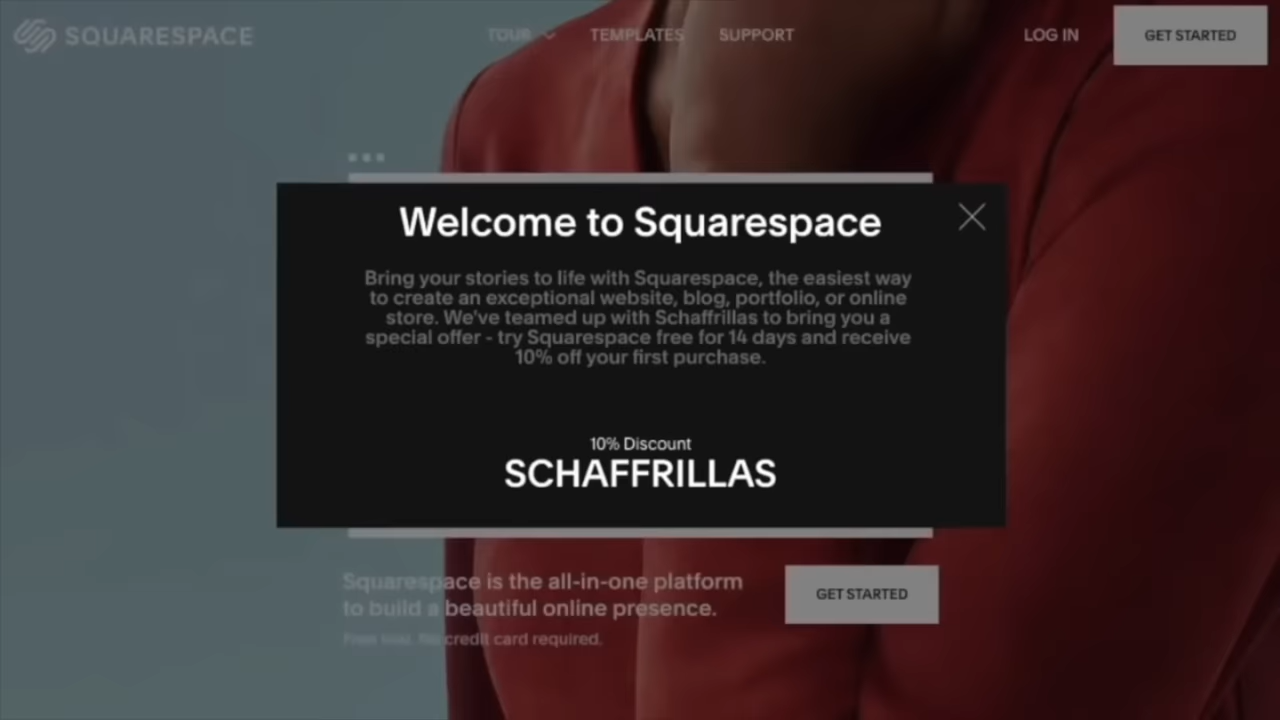 SQUARESPACE
TOUR TEMPLATES SUPPORT LOG IN GET STARTED
Welcome to Squarespace
Bring your stories to life with Squarespace, the easiest way
to create an exceptional website, blog, portfolio, or online
store. We've teamed up with Schaffrillas to bring you a
special offer - try Squarespace free for 14 days and receive
10% off your first purchase.
10% Discount
SCHAFFRILLAS
Squarespace is the all-in-one platform
to build a beautiful online presence.
GET STARTED
credit card required.